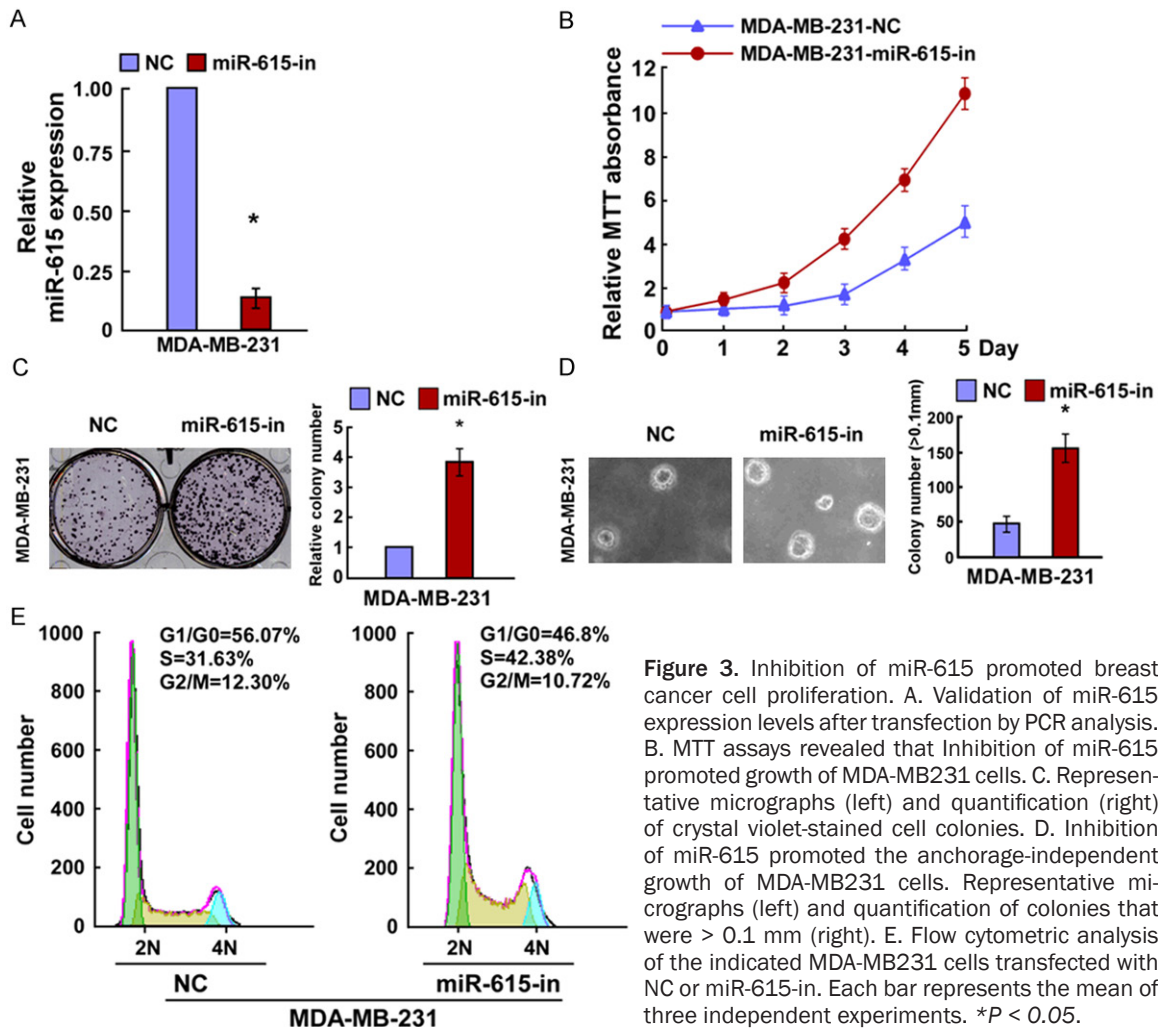 A
NC miR-615-in
Relative
miR-615 expression
1.00
0.75
0.50
0.25
0
*
MDA-MB-231
B
MDA-MB-231-NC
MDA-MB-231-miR-615-in
Relative MTT absorbance
12
10
8
6
4
2
0
0 1 2 3 4 5 Day
C
NC miR-615-in
MDA-MB-231
NC miR-615-in
Relative colony number
5
4
3
2
1
0
*
MDA-MB-231
D
NC miR-615-in
MDA-MB-231
NC miR-615-in
Colony number (>0.1mm)
200
150
100
50
0
*
MDA-MB-231
E
Cell number
1000
800
600
400
200
0
G1/G0=56.07%
S=31.63%
G2/M=12.30%
2N 4N
NC
Cell number
1000
800
600
400
200
0
G1/G0=46.8%
S=42.38%
G2/M=10.72%
2N 4N
miR-615-in
MDA-MB-231
Figure 3. Inhibition of miR-615 promoted breast
cancer cell proliferation. A. Validation of miR-615
expression levels after transfection by PCR analysis.
B. MTT assays revealed that Inhibition of miR-615
promoted growth of MDA-MB231 cells. C. Represen-
tative micrographs (left) and quantification (right)
of crystal violet-stained cell colonies. D. Inhibition
of miR-615 promoted the anchorage-independent
growth of MDA-MB231 cells. Representative mi-
crographs (left) and quantification of colonies that
were > 0.1 mm (right). E. Flow cytometric analysis
of the indicated MDA-MB231 cells transfected with
NC or miR-615-in. Each bar represents the mean of
three independent experiments. *P < 0.05.